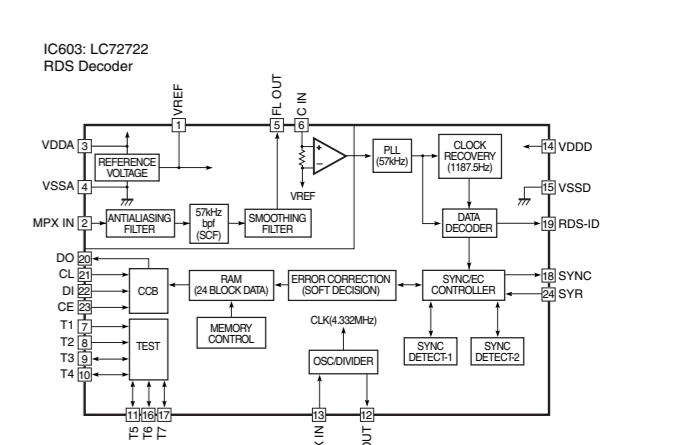 IC603: LC72722
RDS Decoder
VREF
FL OUT
C IN
1
5
6
VDDA 3
REFERENCE
VOLTAGE
VSSA 4
+
−
VREF
PLL
(57kHz)
CLOCK
RECOVERY
(1187.5Hz)
14 VDDD
15 VSSD
MPX IN 2
ANTIALIASING
FILTER
57kHz
bpf
(SCF)
SMOOTHING
FILTER
DATA
DECODER
19 RDS-ID
DO 20
CL 21
DI 22
CE 23
CCB
RAM
(24 BLOCK DATA)
ERROR CORRECTION
(SOFT DECISION)
SYNC/EC
CONTROLLER
18 SYNC
24 SYR
T1 7
T2 8
T3 9
T4 10
TEST
MEMORY
CONTROL
CLK(4.332MHz)
OSC/DIVIDER
SYNC
DETECT-1
SYNC
DETECT-2
11 16 17
13
12
T5
T6
T7
IN